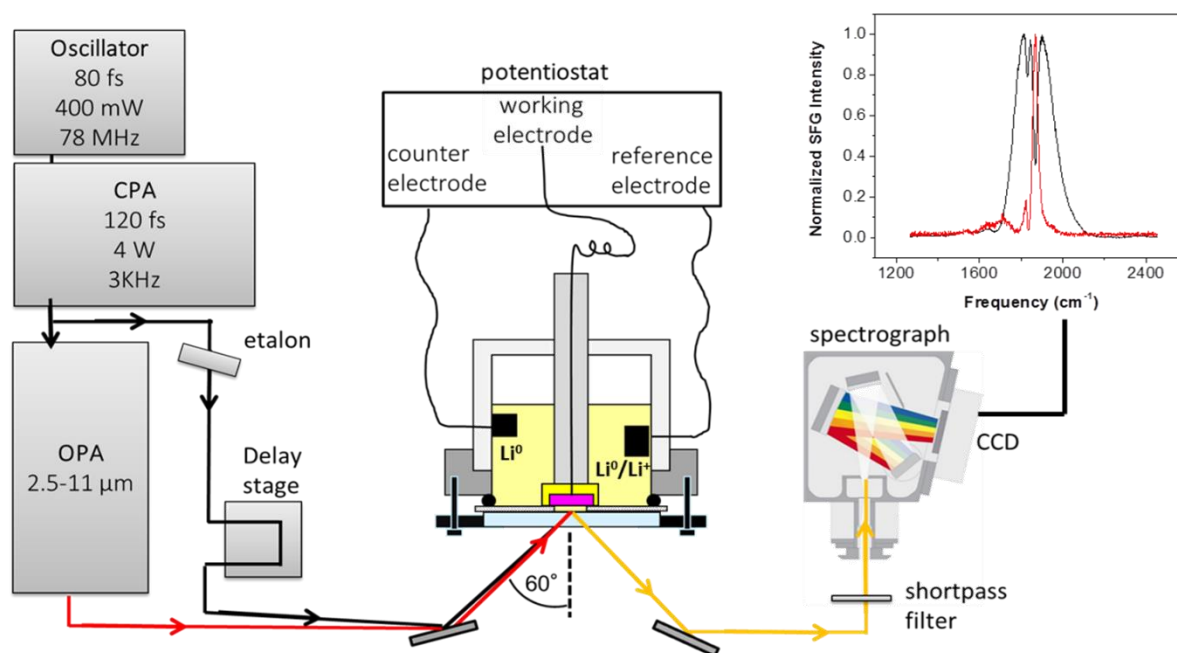 Oscillator
80 fs
400 mW
78 MHz
CPA
120 fs
4 W
3KHz
etalon
OPA
2.5-11 µm
Delay
stage
potentiostat
working
electrode
counter
electrode
reference
electrode
Li⁰
Li⁰/Li⁺
60°
Normalized SFG Intensity
1.0
0.8
0.6
0.4
0.2
0.0
1200 1600 2000 2400
Frequency (cm⁻¹)
spectrograph
CCD
shortpass
filter